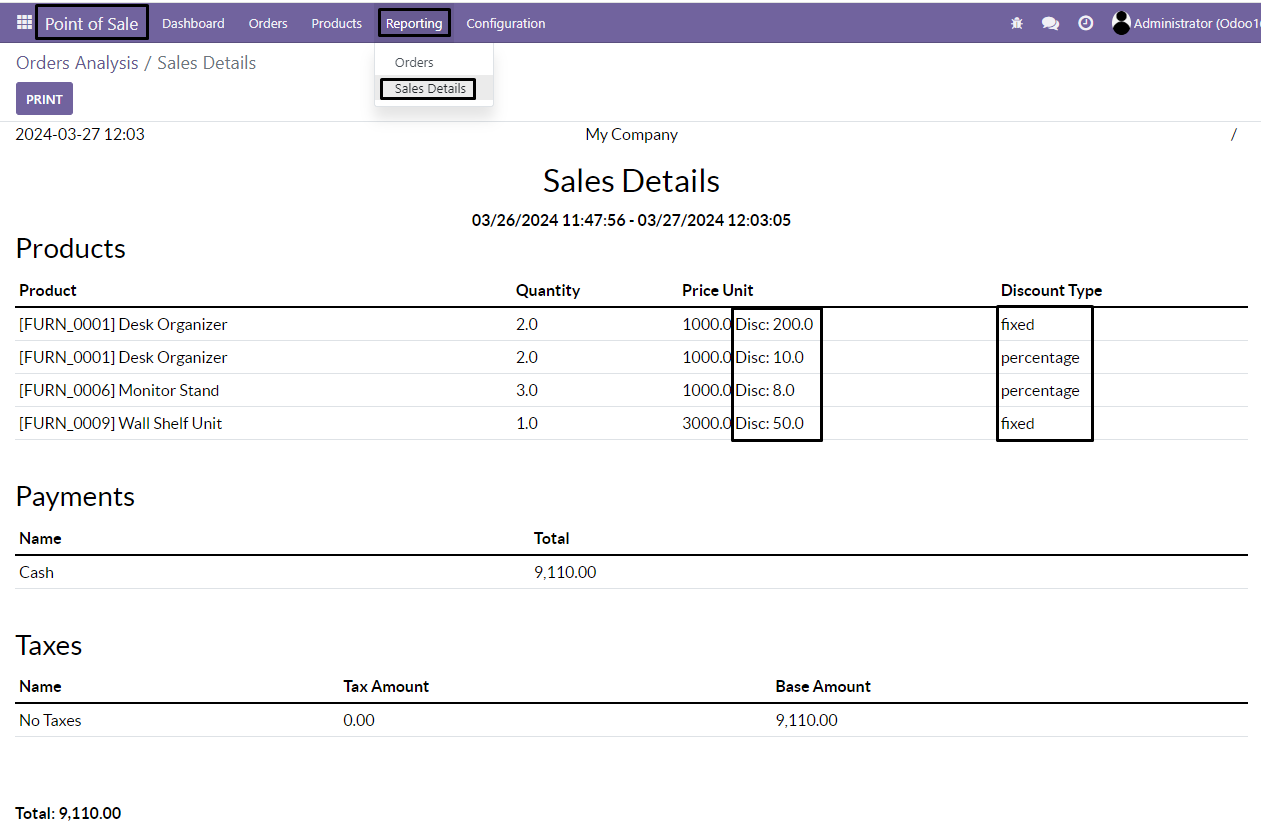 Point of Sale Dashboard Orders Products Reporting Configuration Administrator (Odoo1
Orders Analysis / Sales Details
Orders
Sales Details
PRINT
2024-03-27 12:03 My Company /
Sales Details
03/26/2024 11:47:56 - 03/27/2024 12:03:05
Products
Product Quantity Price Unit Discount Type
[FURN_0001] Desk Organizer 2.0 1000.0 Disc: 200.0 fixed
[FURN_0001] Desk Organizer 2.0 1000.0 Disc: 10.0 percentage
[FURN_0006] Monitor Stand 3.0 1000.0 Disc: 8.0 percentage
[FURN_0009] Wall Shelf Unit 1.0 3000.0 Disc: 50.0 fixed
Payments
Name Total
Cash 9,110.00
Taxes
Name Tax Amount Base Amount
No Taxes 0.00 9,110.00
Total: 9,110.00